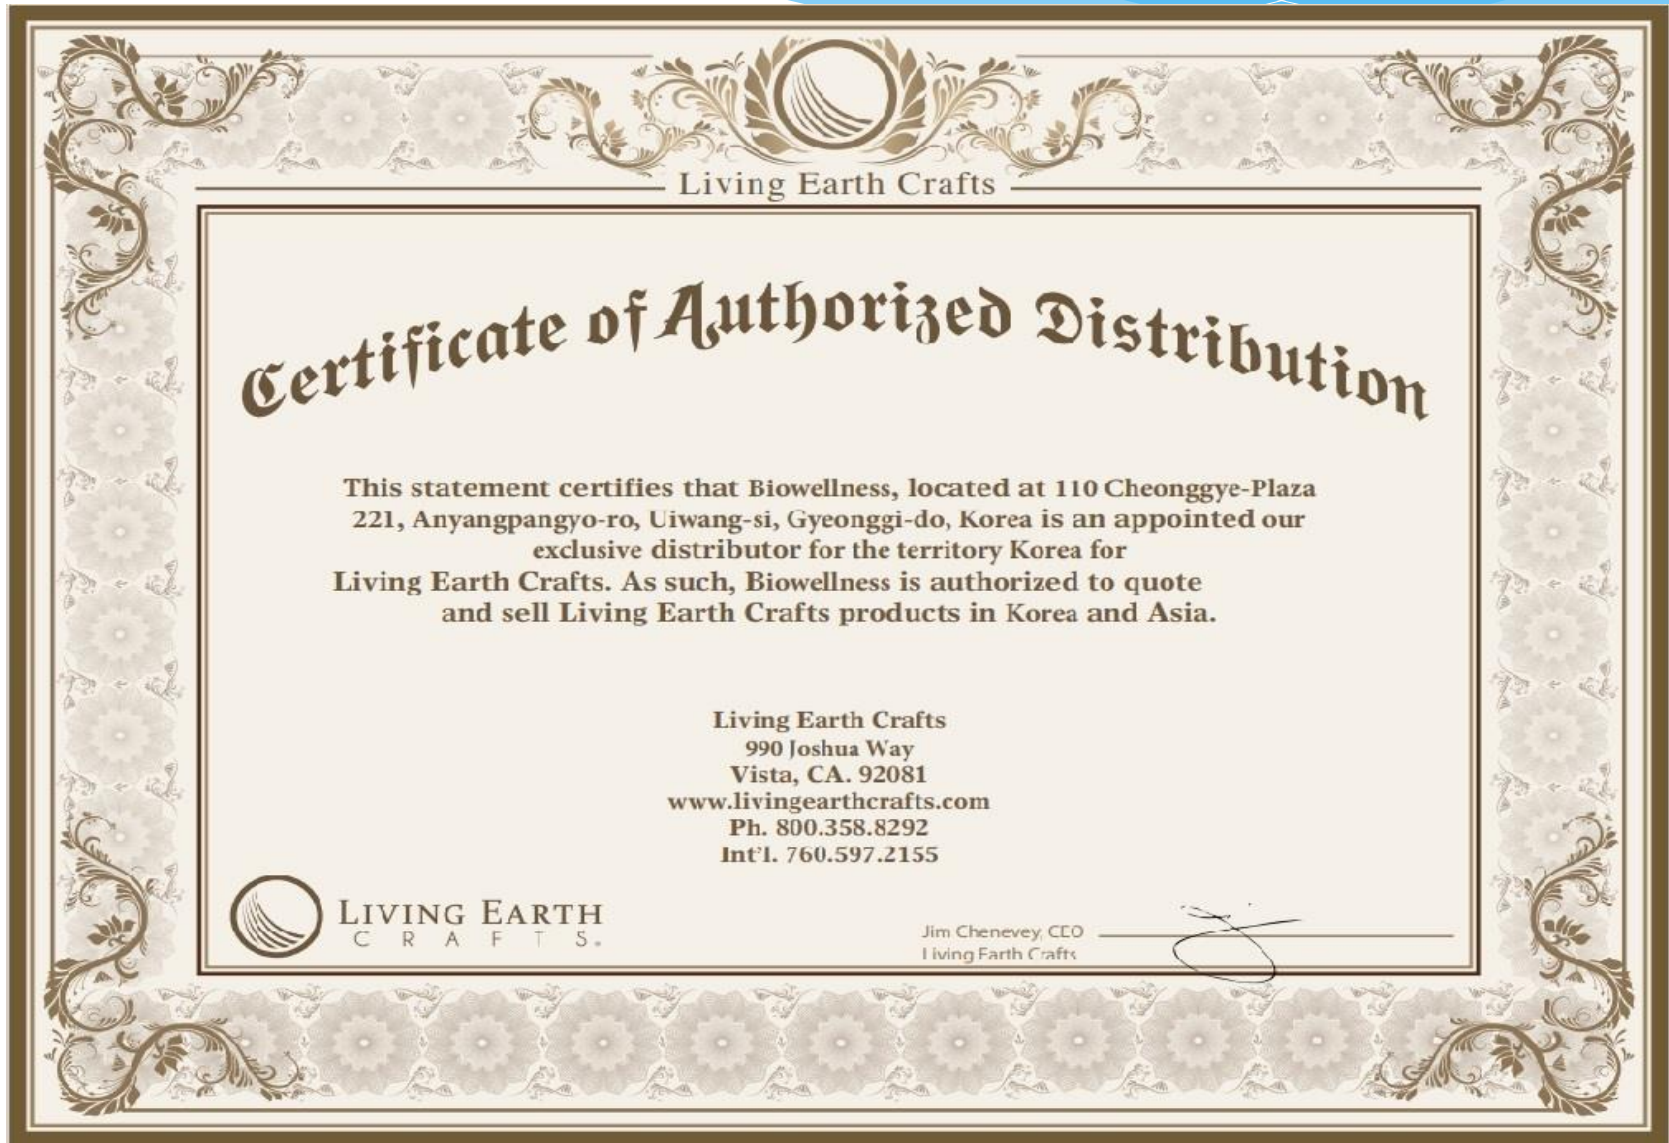 Living Earth Crafts
Certificate of Authorized Distribution
This statement certifies that Biowellness, located at 110 Cheonggye-Plaza
221, Anyangpangyo-ro, Uiwang-si, Gyeonggi-do, Korea is an appointed our
exclusive distributor for the territory Korea for
Living Earth Crafts. As such, Biowellness is authorized to quote
and sell Living Earth Crafts products in Korea and Asia.
Living Earth Crafts
990 Joshua Way
Vista, CA. 92081
www.livingearthcrafts.com
Ph. 800.358.8292
Int'l. 760.597.2155
LIVING EARTH
CRAFTS®
Jim Chenevey, CEO
Living Earth Crafts